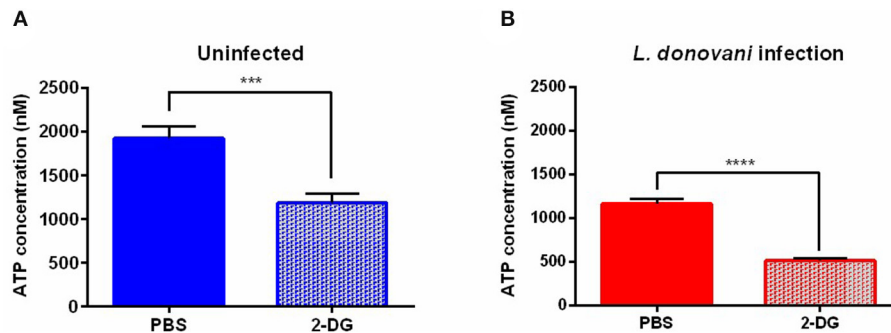 A
Uninfected
ATP concentration (nM)
2500
2000
1500
1000
500
0
***
PBS
2-DG
B
L. donovani infection
ATP concentration (nM)
2500
2000
1500
1000
500
0
****
PBS
2-DG